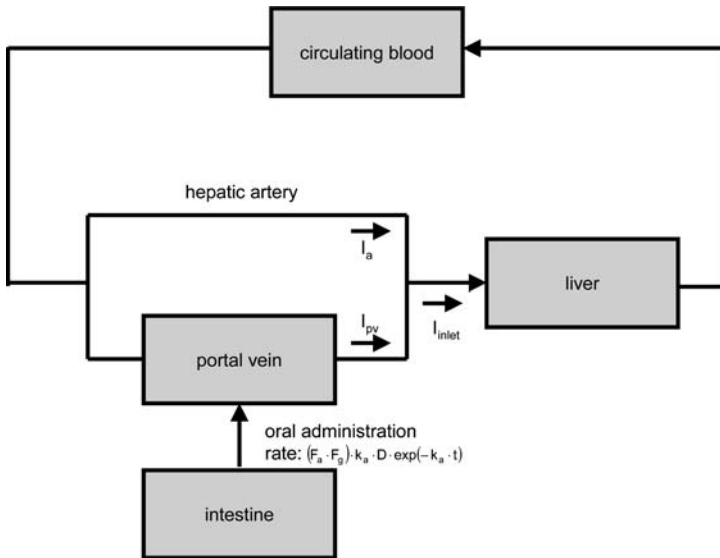 circulating blood
hepatic artery
I_a
liver
I_pv
I_inlet
portal vein
oral administration
rate: (F_a · F_g) · k_a · D · exp(−k_a · t)
intestine